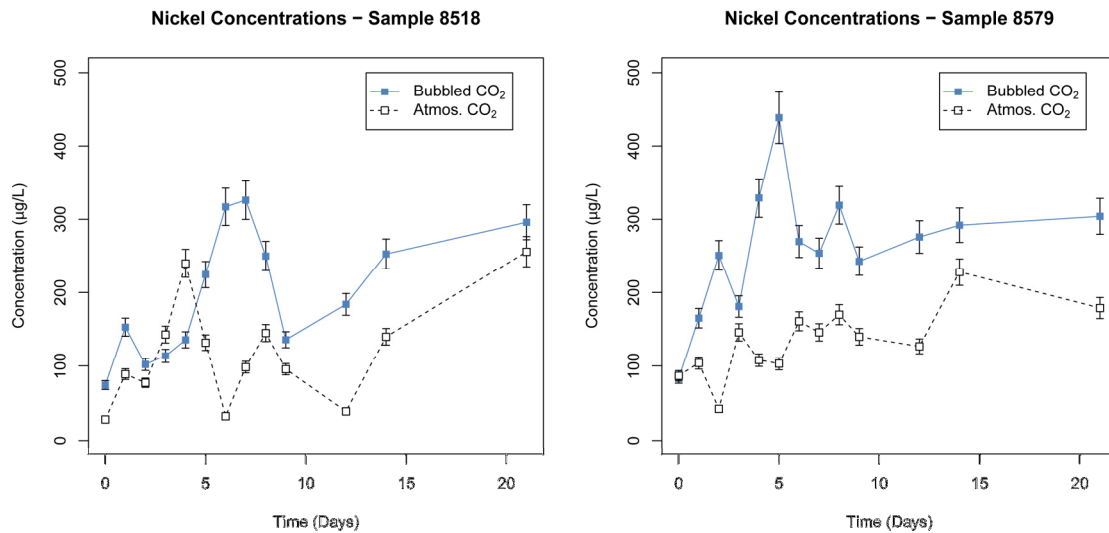 Nickel Concentrations − Sample 8518
500
400
300
200
100
0
Concentration (µg/L)
Bubbled CO₂
Atmos. CO₂
0 5 10 15 20
Time (Days)
Nickel Concentrations − Sample 8579
500
400
300
200
100
0
Concentration (µg/L)
Bubbled CO₂
Atmos. CO₂
0 5 10 15 20
Time (Days)